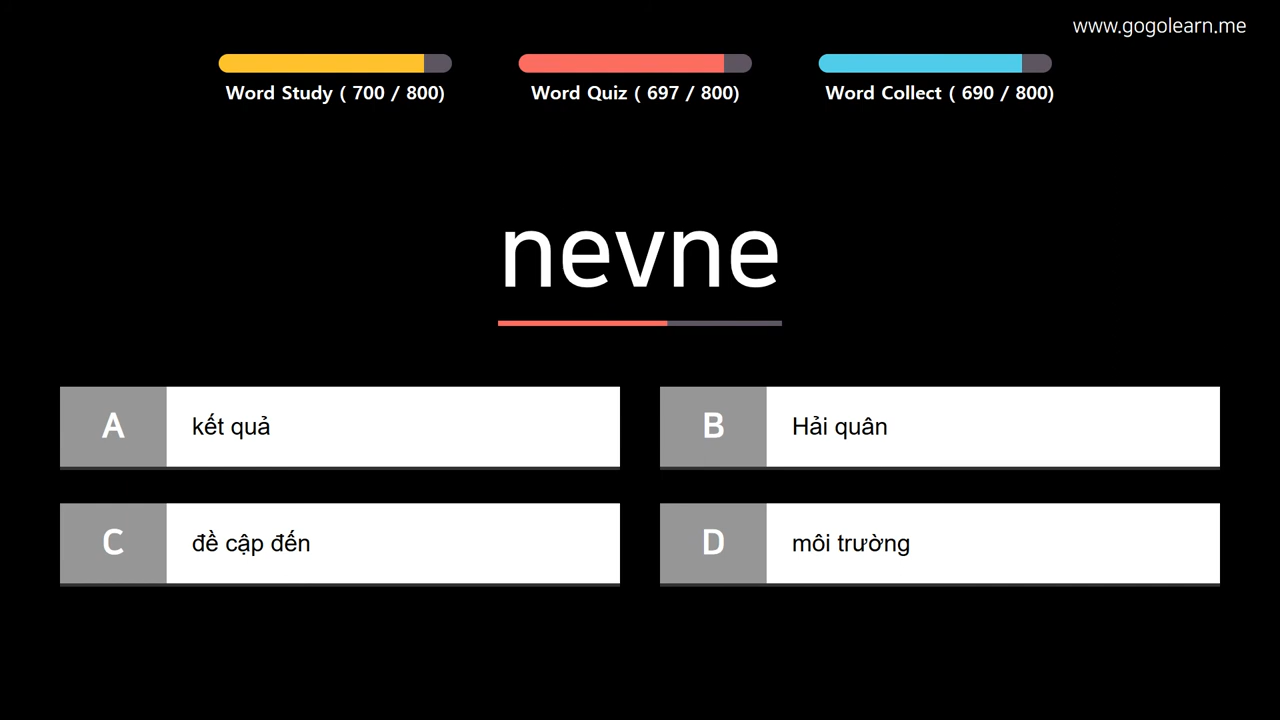 www.gogolearn.me
Word Study ( 700 / 800)
Word Quiz ( 697 / 800)
Word Collect ( 690 / 800)
nevne
A kết quả
B Hải quân
C đề cập đến
D môi trường